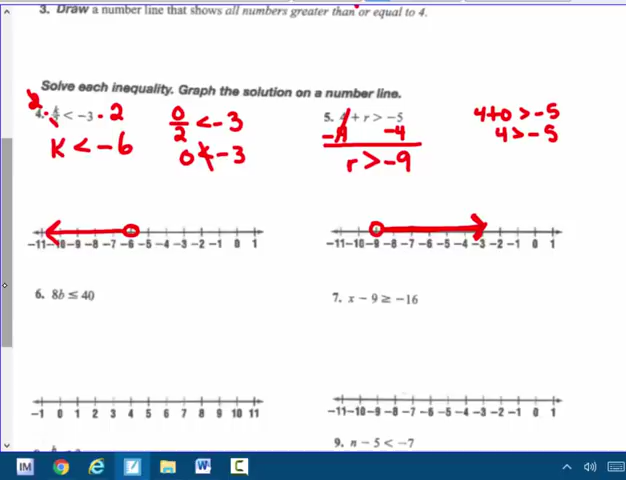 3. Draw a number line that shows all numbers greater than or equal to 4.
Solve each inequality. Graph the solution on a number line.
4. k/2 < -3
2 · · 2
k < -6
0/2 < -3
0 < -3
5. 4 + r > -5
-4 -4
r > -9
4+0 > -5
4 > -5
-11 -10 -9 -8 -7 -6 -5 -4 -3 -2 -1 0 1
-11 -10 -9 -8 -7 -6 -5 -4 -3 -2 -1 0 1
6. 8b ≤ 40
7. x − 9 ≥ −16
-1 0 1 2 3 4 5 6 7 8 9 10 11
-11 -10 -9 -8 -7 -6 -5 -4 -3 -2 -1 0 1
9. n − 5 < −7
IM